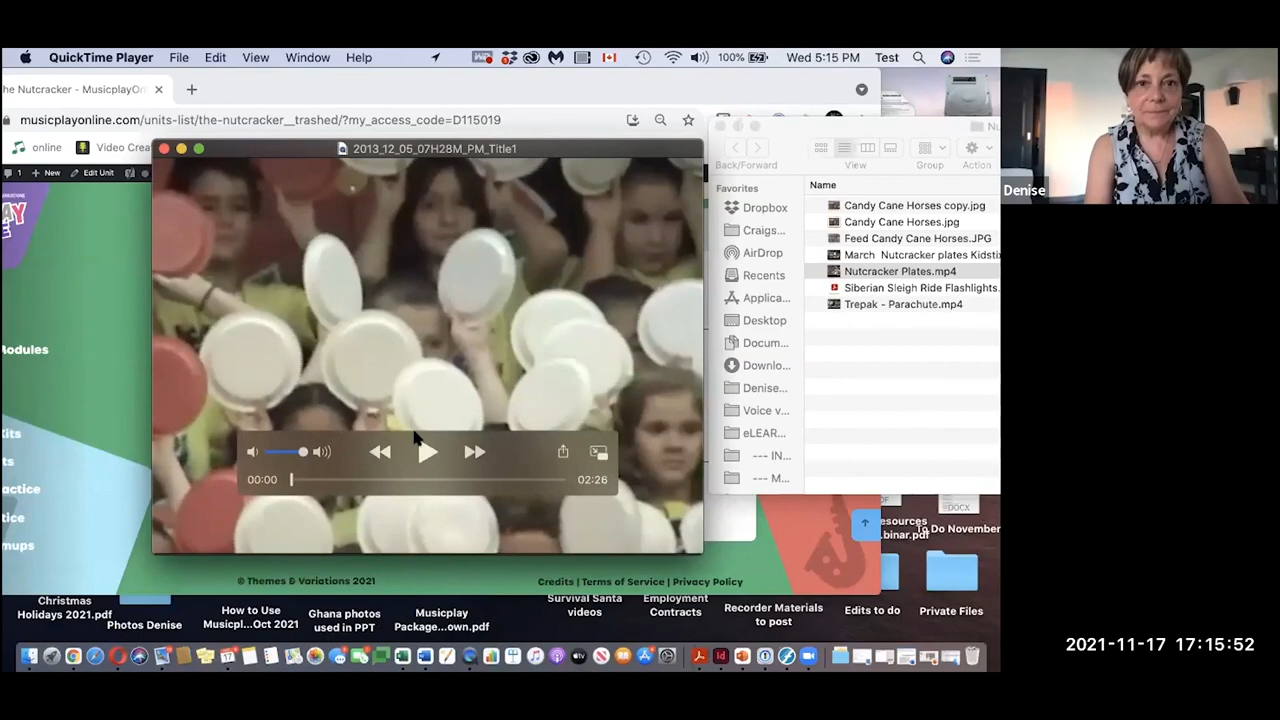 QuickTime Player File Edit View Window Help 100% Wed 5:15 PM Test
he Nutcracker - MusicplayOn
musicplayonline.com/units-list/the-nutcracker__trashed/?my_access_code=D115019
online Video Crea
1 + New Edit Unit
2013_12_05_07H28M_PM_Title1
00:00 02:26
odules
its
ts
actice
tice
mups
© Themes & Variations 2021 Credits | Terms of Service | Privacy Policy
Back/Forward View Group Action
Favorites
Dropbox
Craigs...
AirDrop
Recents
Applica...
Desktop
Docum...
Downlo...
Denise...
Voice v...
eLEAR...
--- IN...
--- M...
Name
Candy Cane Horses copy.jpg
Candy Cane Horses.jpg
Feed Candy Cane Horses.JPG
March Nutcracker plates Kidsti
Nutcracker Plates.mp4
Siberian Sleigh Ride Flashlights.
Trepak - Parachute.mp4
DOCX
esources
binar.pdf
To Do November
Christmas
Holidays 2021.pdf
Photos Denise
How to Use
Musicpl...Oct 2021
Ghana photos
used in PPT
Musicplay
Package...own.pdf
Survival Santa
videos
Employment
Contracts
Recorder Materials
to post
Edits to do
Private Files
Denise
2021-11-17 17:15:52